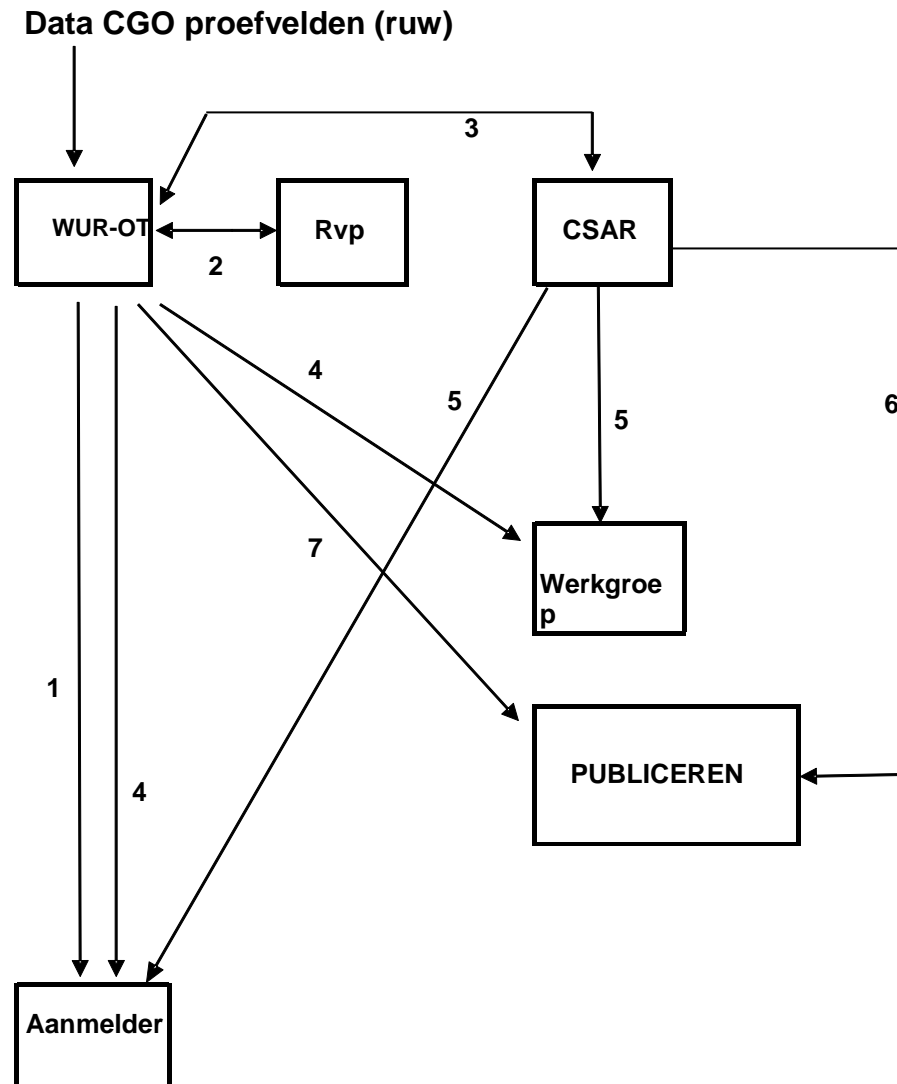 Data CGO proefvelden (ruw)
3
WUR-OT
Rvp
CSAR
2
4
5
5
6
7
Werkgroe
p
1
PUBLICEREN
4
Aanmelder